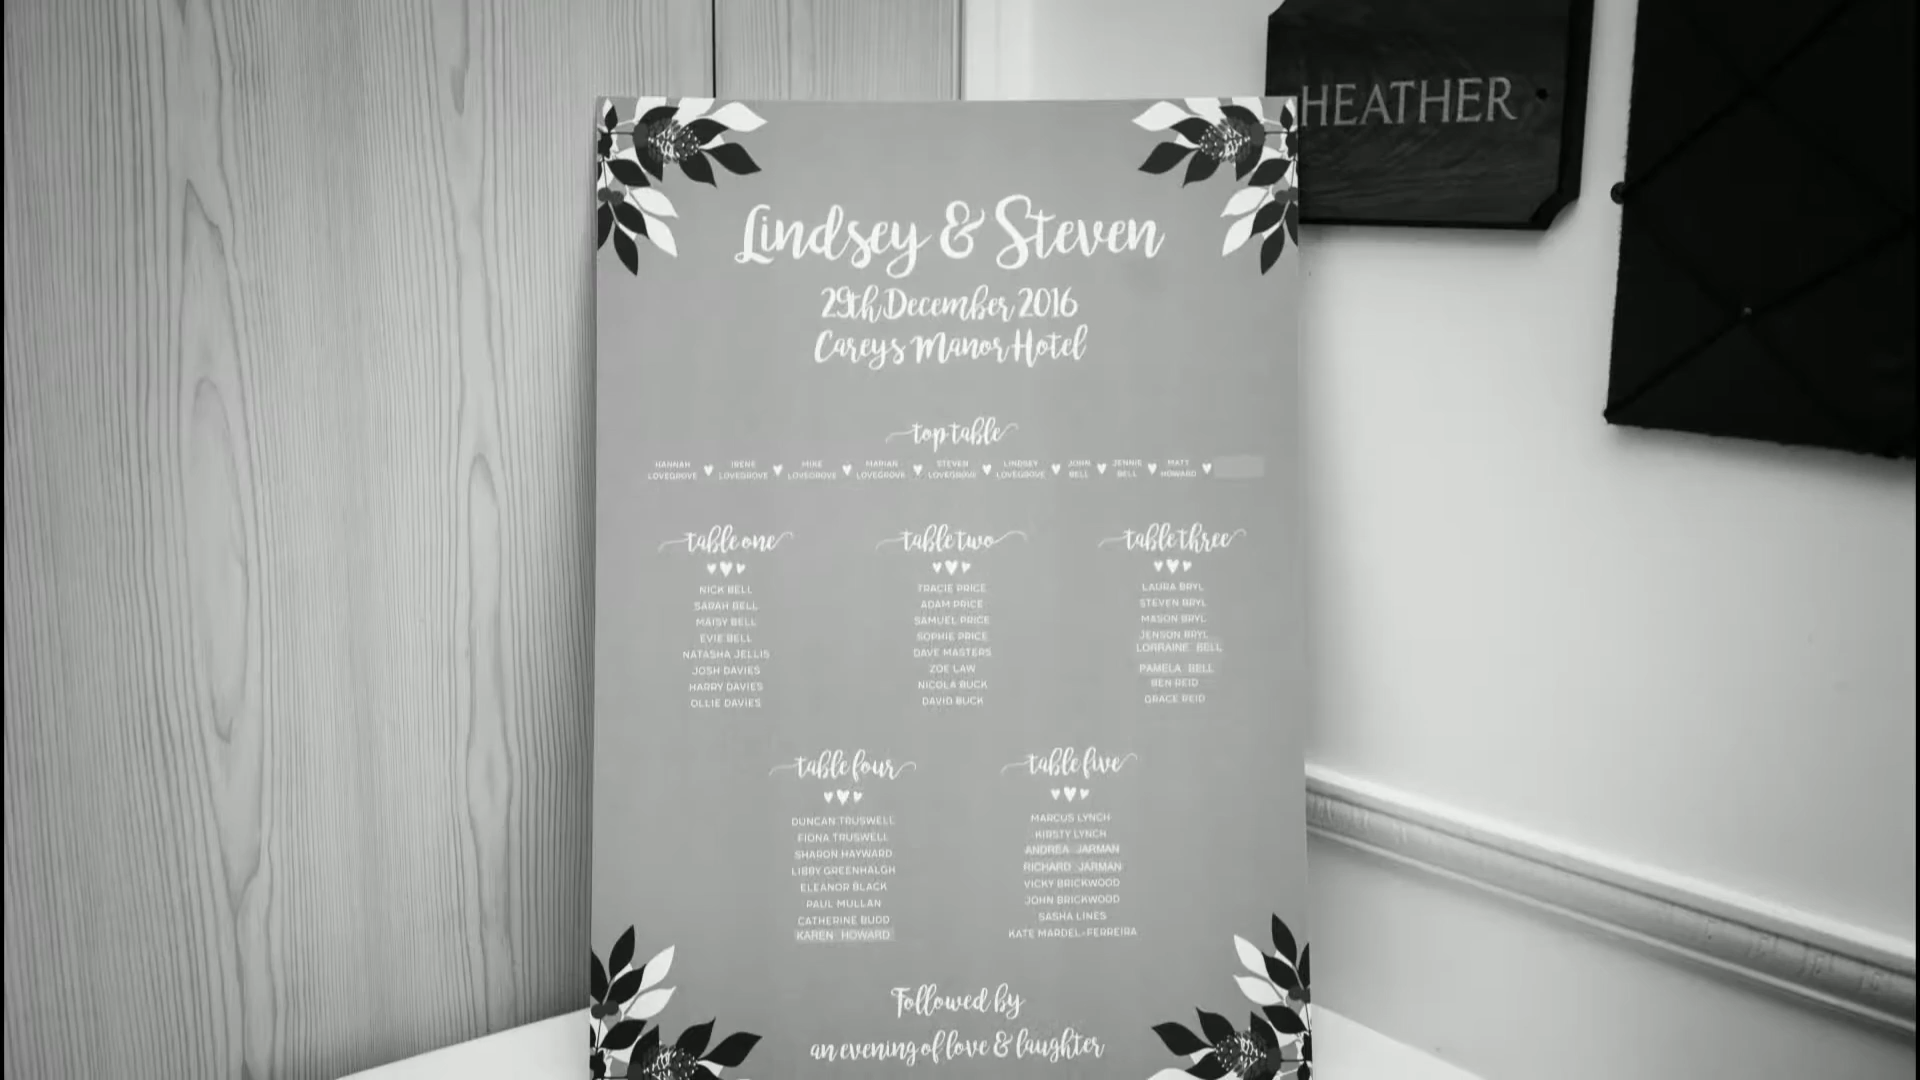 HEATHER
Lindsey & Steven
29th December 2016
Careys Manor Hotel
top table
HANNAH LOVEGROVE ♥ IRENE LOVEGROVE ♥ MIKE LOVEGROVE ♥ MARIAN LOVEGROVE ♥ STEVEN LOVEGROVE ♥ LINDSEY LOVEGROVE ♥ JOHN BELL ♥ JENNIE BELL ♥ MATT HOWARD ♥
table one
NICK BELL
SARAH BELL
MAISY BELL
EVIE BELL
NATASHA JELLIS
JOSH DAVIES
HARRY DAVIES
OLLIE DAVIES
table two
TRACIE PRICE
ADAM PRICE
SAMUEL PRICE
SOPHIE PRICE
DAVE MASTERS
ZOE LAW
NICOLA BUCK
DAVID BUCK
table three
LAURA BRYL
STEVEN BRYL
MASON BRYL
JENSON BRYL
LORRAINE BELL
PAMELA BELL
BEN REID
GRACE REID
table four
DUNCAN TRUSWELL
FIONA TRUSWELL
SHARON HAYWARD
LIBBY GREENHALGH
ELEANOR BLACK
PAUL MULLAN
CATHERINE BUDD
KAREN HOWARD
table five
MARCUS LYNCH
KIRSTY LYNCH
ANDREA JARMAN
RICHARD JARMAN
VICKY BRICKWOOD
JOHN BRICKWOOD
SASHA LINES
KATE MARDEL-FERREIRA
Followed by
an evening of love & laughter